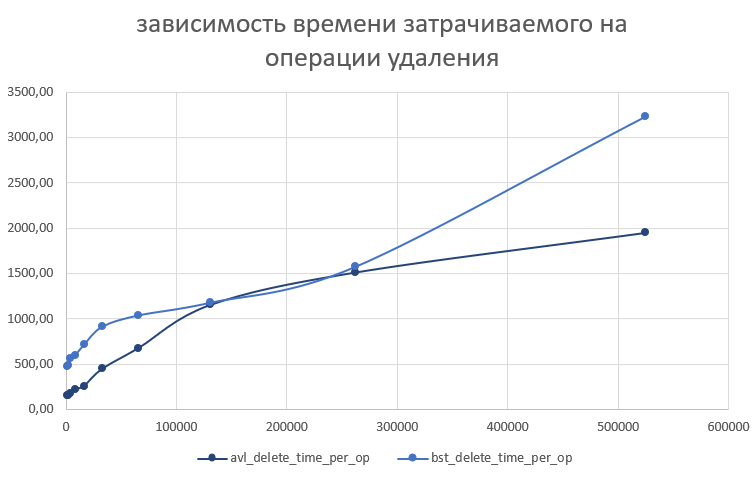 зависимость времени затрачиваемого на
операции удаления
3500,00
3000,00
2500,00
2000,00
1500,00
1000,00
500,00
0,00
0 100000 200000 300000 400000 500000 600000
avl_delete_time_per_op bst_delete_time_per_op